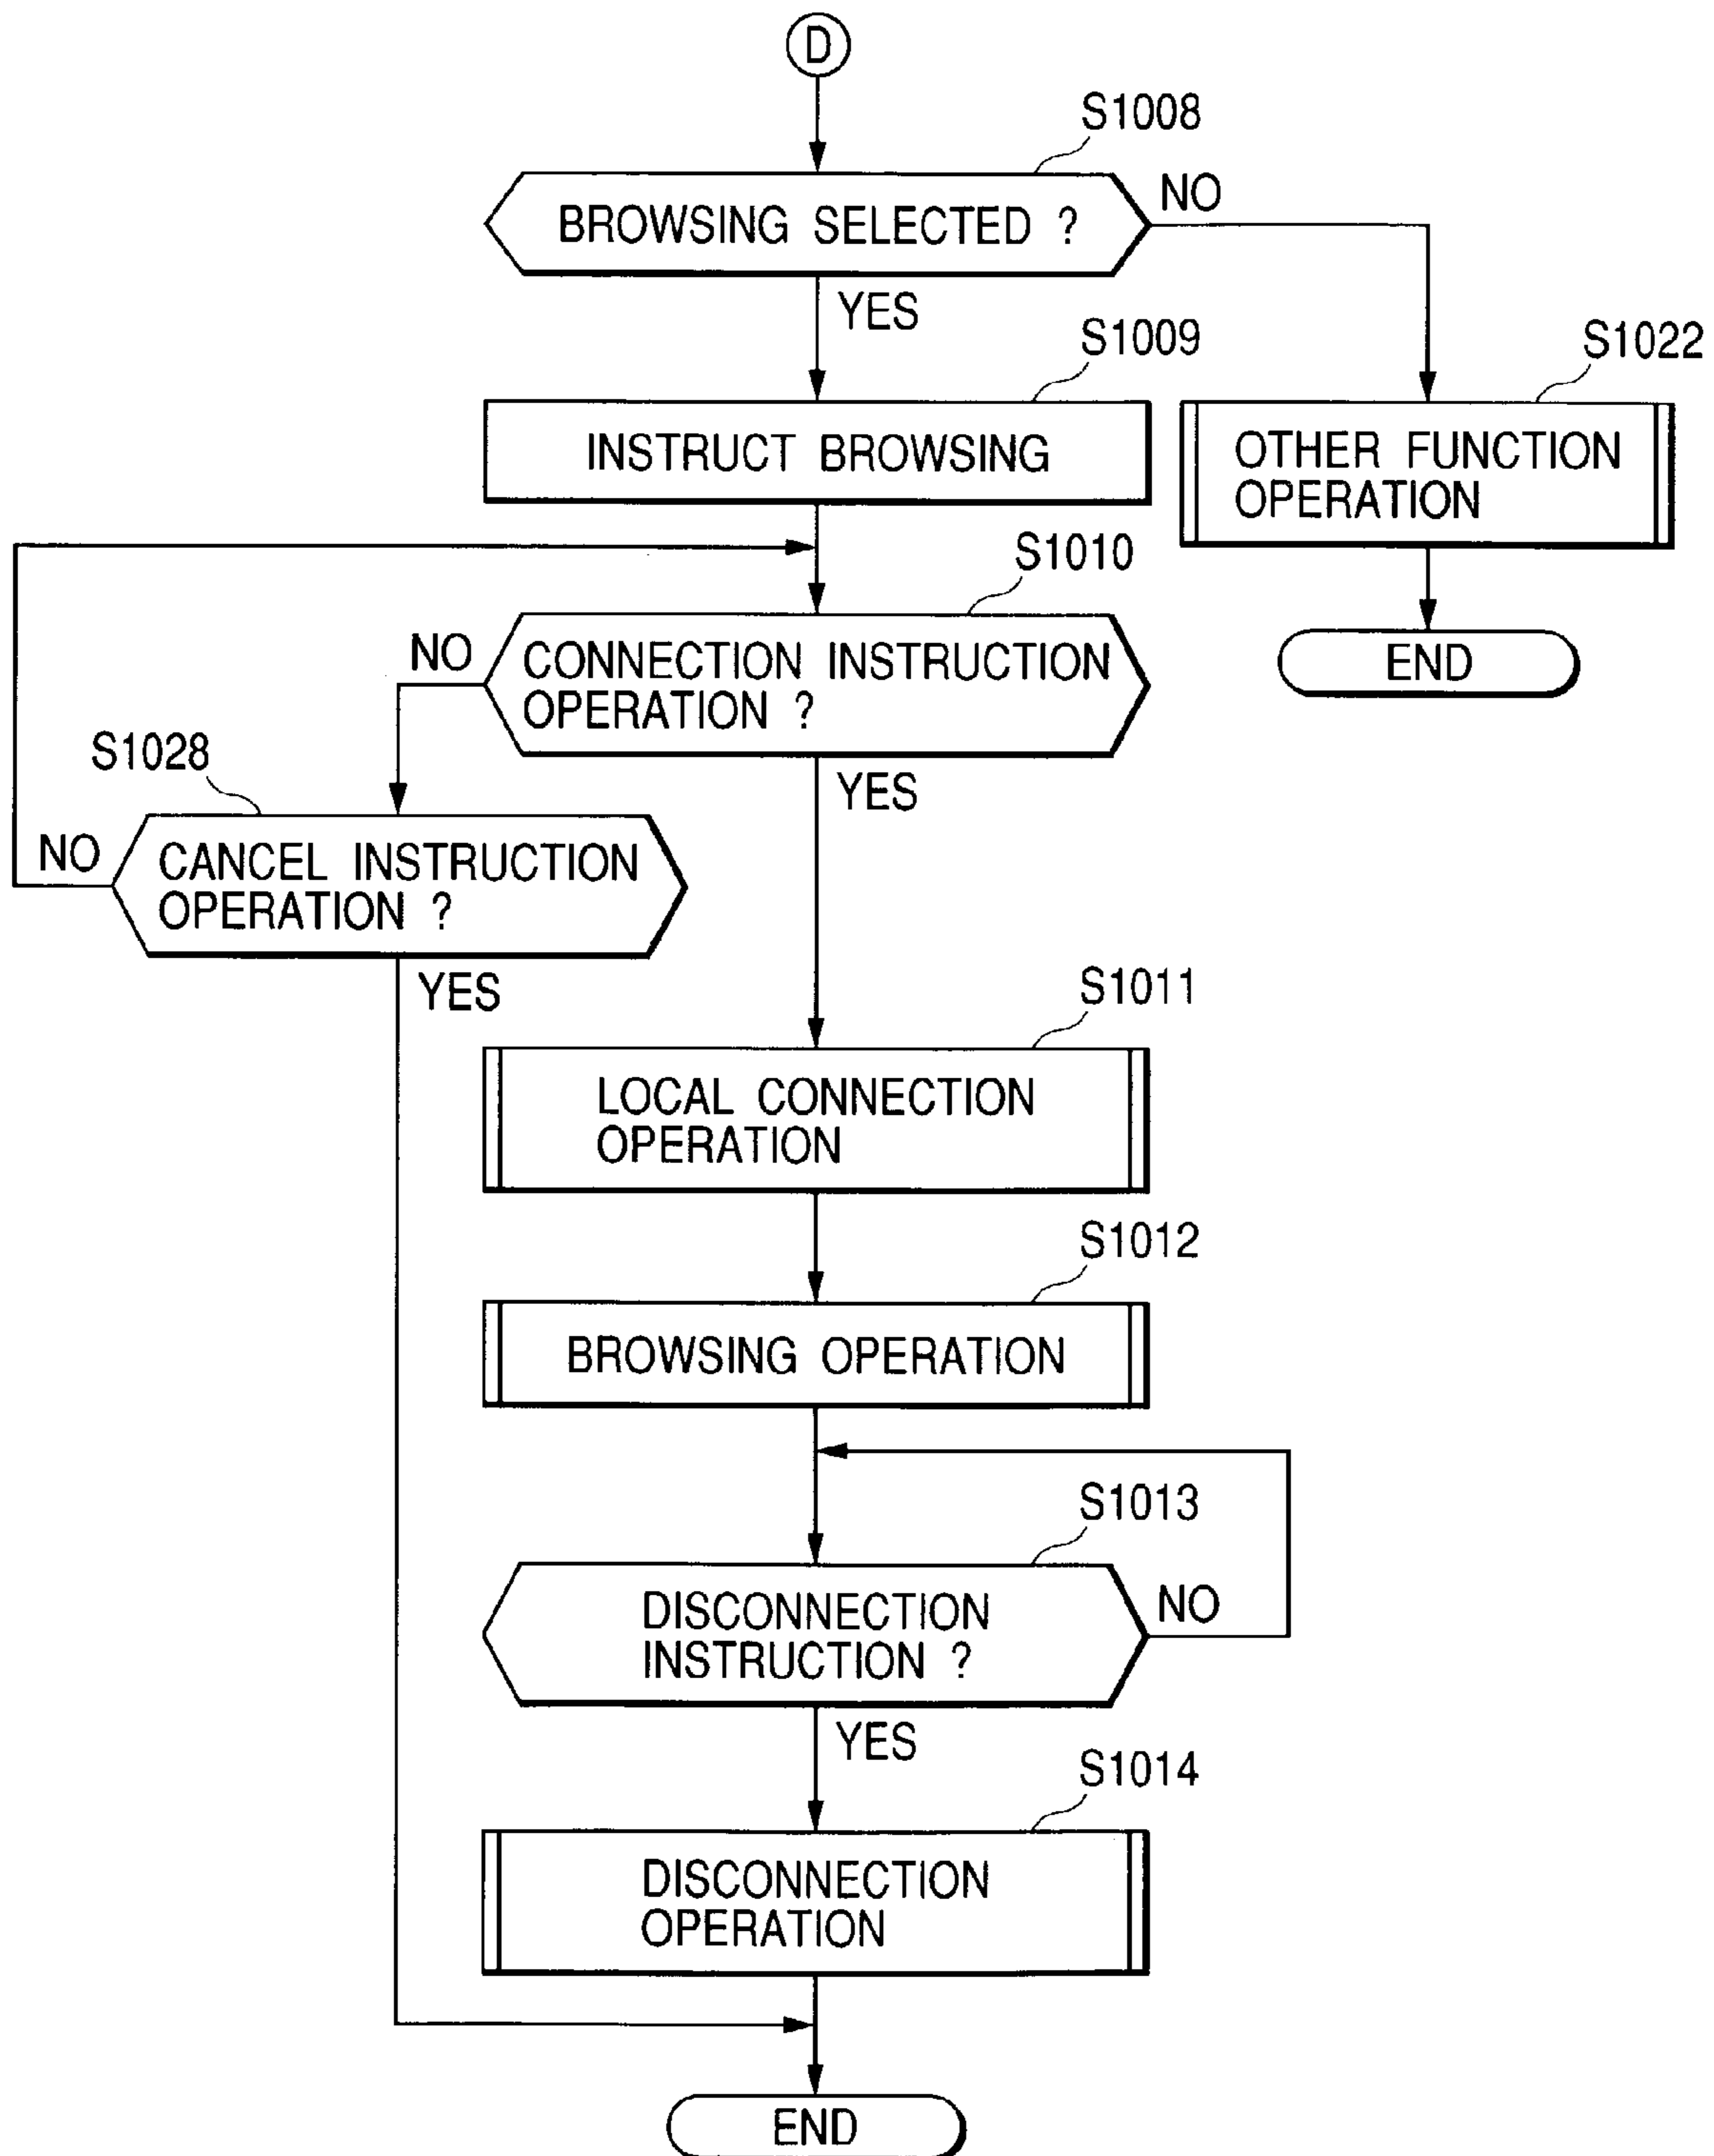 D
S1008
BROWSING SELECTED ?
NO
YES
S1009
INSTRUCT BROWSING
S1022
OTHER FUNCTION
OPERATION
END
S1010
CONNECTION INSTRUCTION
OPERATION ?
NO
YES
S1028
CANCEL INSTRUCTION
OPERATION ?
NO
YES
S1011
LOCAL CONNECTION
OPERATION
S1012
BROWSING OPERATION
S1013
DISCONNECTION
INSTRUCTION ?
NO
YES
S1014
DISCONNECTION
OPERATION
END